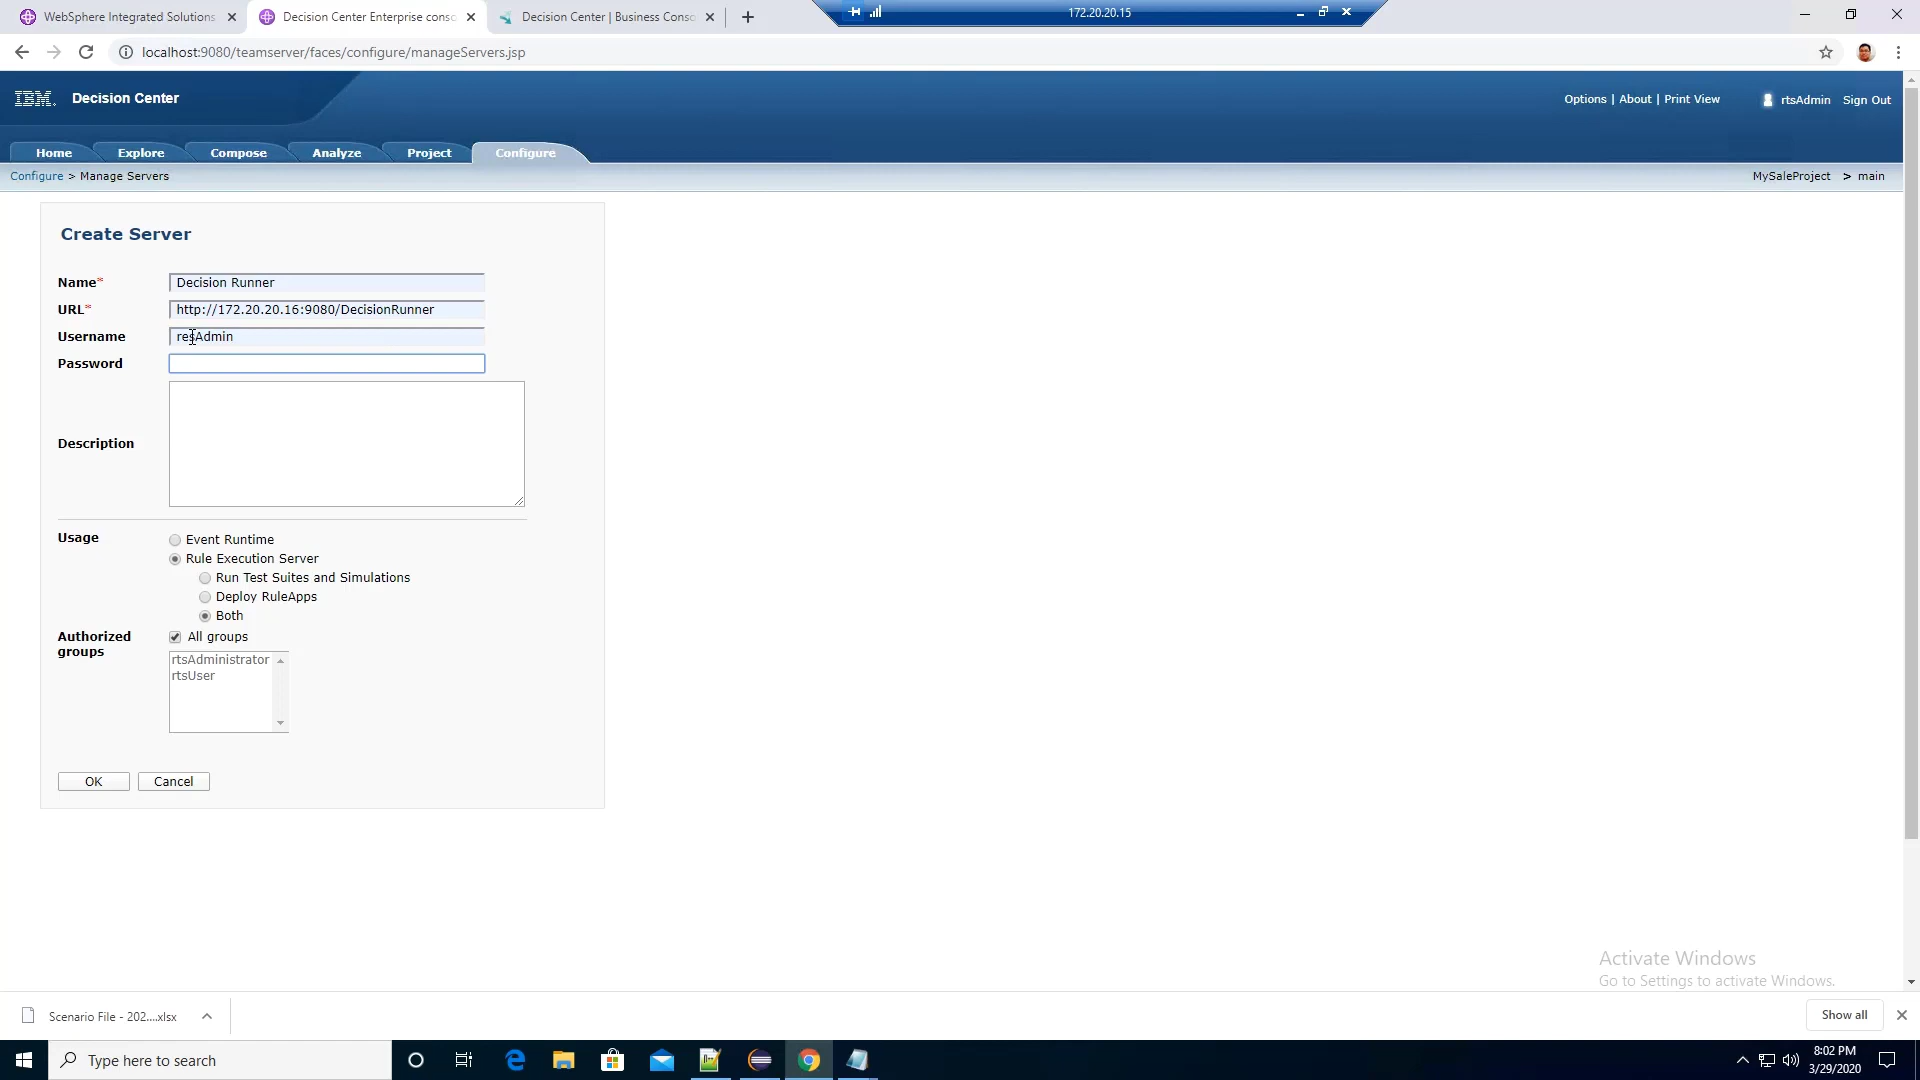 WebSphere Integrated Solutions
Decision Center Enterprise conso
Decision Center | Business Conso
172.20.20.15
localhost:9080/teamserver/faces/configure/manageServers.jsp
IBM. Decision Center
Options | About | Print View rtsAdmin Sign Out
Home Explore Compose Analyze Project Configure
Configure > Manage Servers
MySaleProject > main
Create Server
Name* Decision Runner
URL* http://172.20.20.16:9080/DecisionRunner
Username resAdmin
Password
Description
Usage Event Runtime
Rule Execution Server
Run Test Suites and Simulations
Deploy RuleApps
Both
Authorized groups All groups
rtsAdministrator
rtsUser
OK Cancel
Activate Windows
Go to Settings to activate Windows.
Scenario File - 202....xlsx
Show all
Type here to search
8:02 PM
3/29/2020